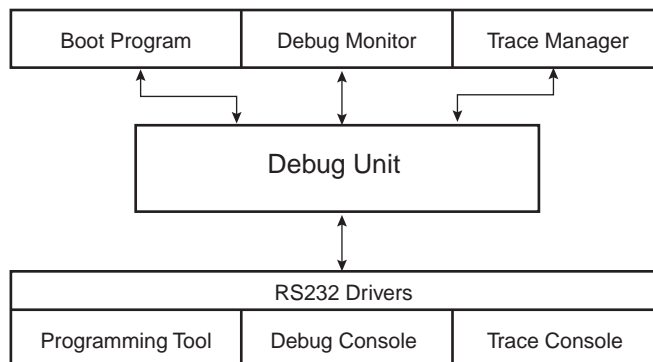 Boot Program
Debug Monitor
Trace Manager
Debug Unit
RS232 Drivers
Programming Tool
Debug Console
Trace Console